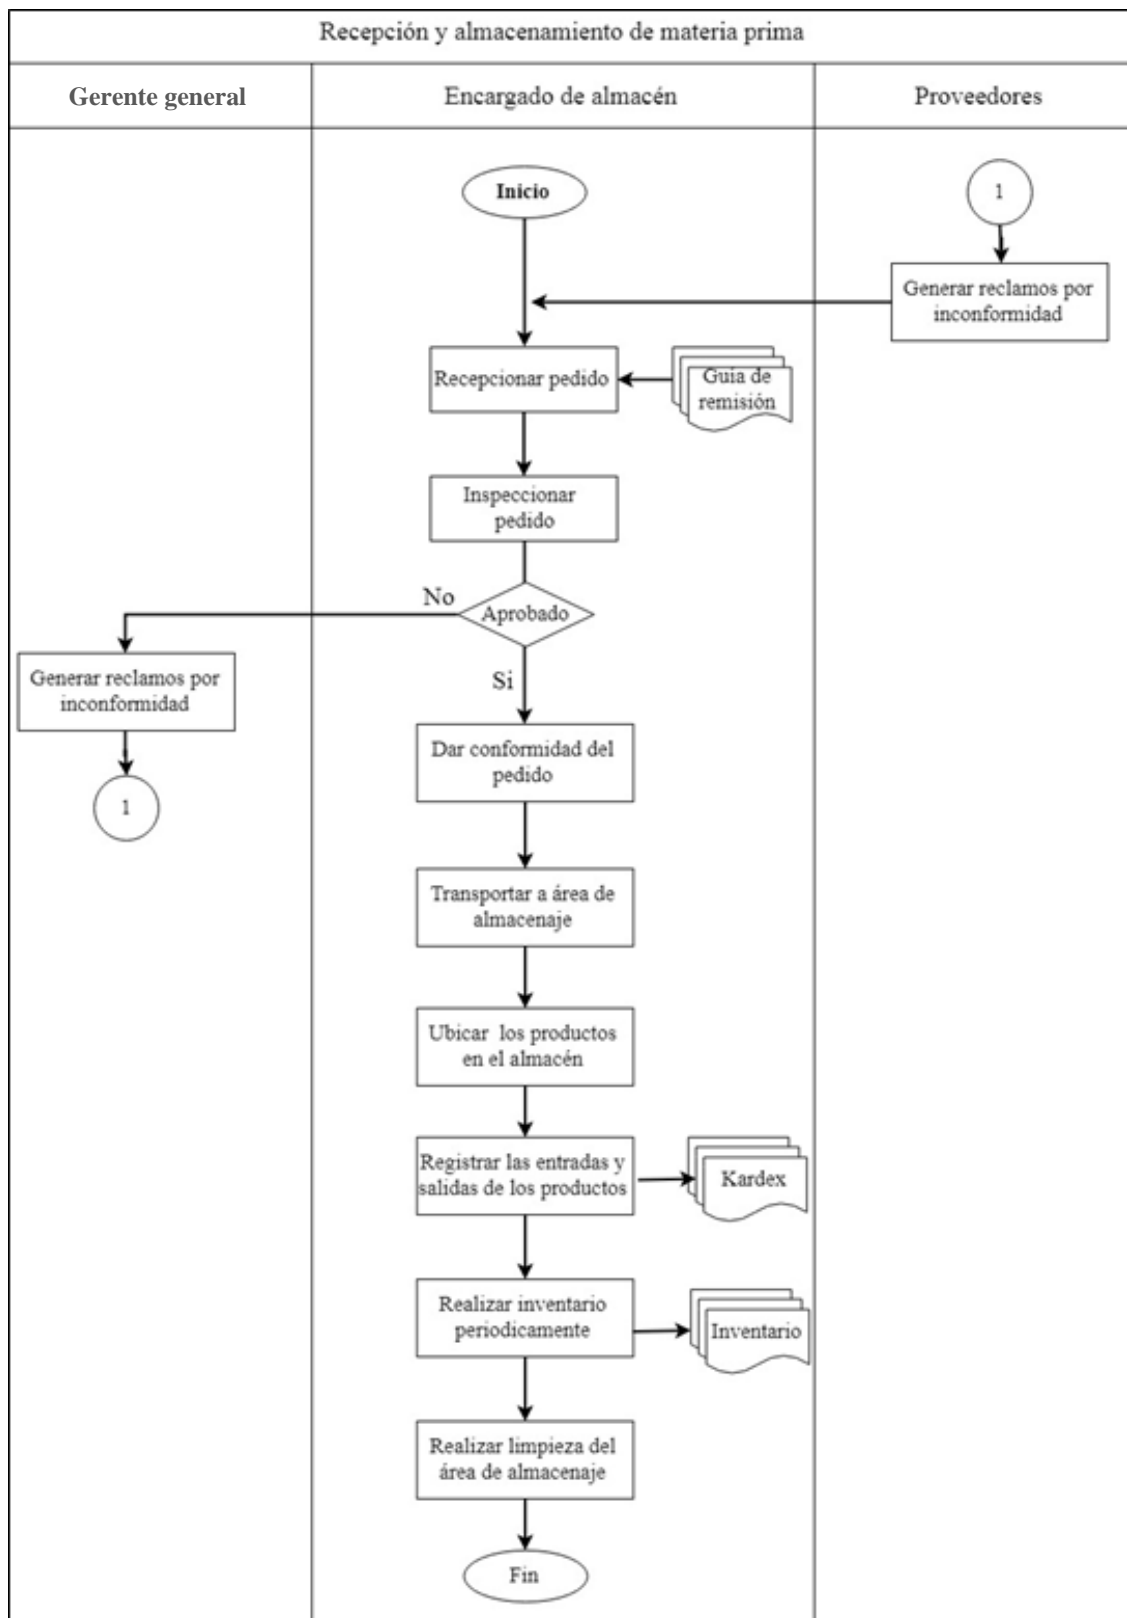 Recepción y almacenamiento de materia prima
Gerente general
Encargado de almacén
Proveedores
Inicio
1
Generar reclamos por
inconformidad
Recepcionar pedido
Guía de
remisión
Inspeccionar
pedido
No
Aprobado
Si
Generar reclamos por
inconformidad
1
Dar conformidad del
pedido
Transportar a área de
almacenaje
Ubicar los productos
en el almacén
Registrar las entradas y
salidas de los productos
Kardex
Realizar inventario
periodicamente
Inventario
Realizar limpieza del
área de almacenaje
Fin